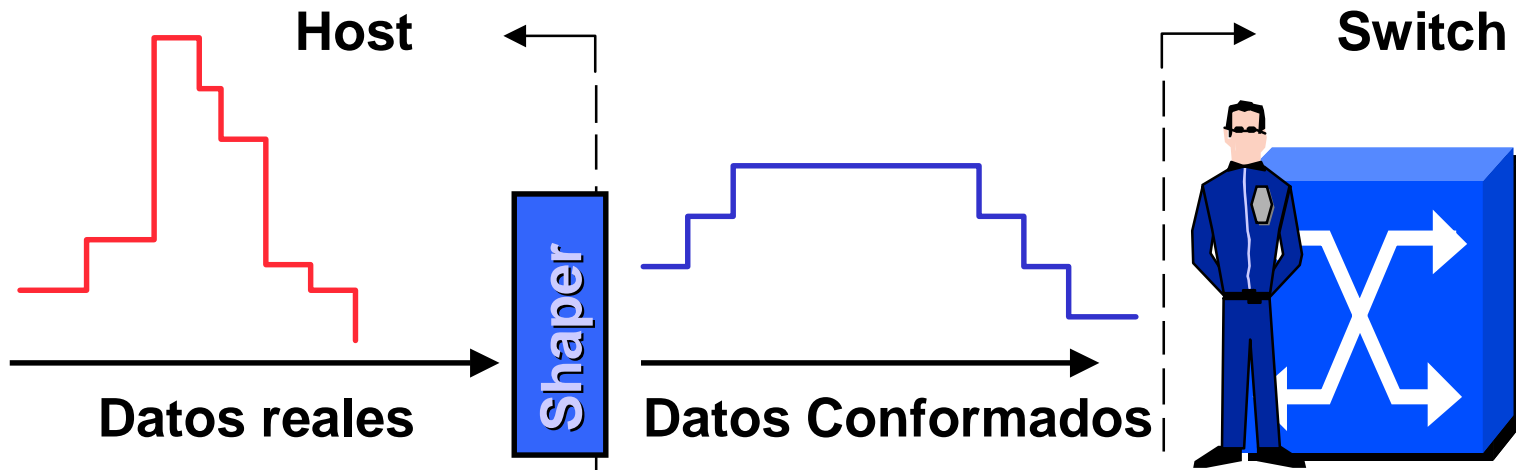 Host
Switch
Shaper
Datos reales
Datos Conformados